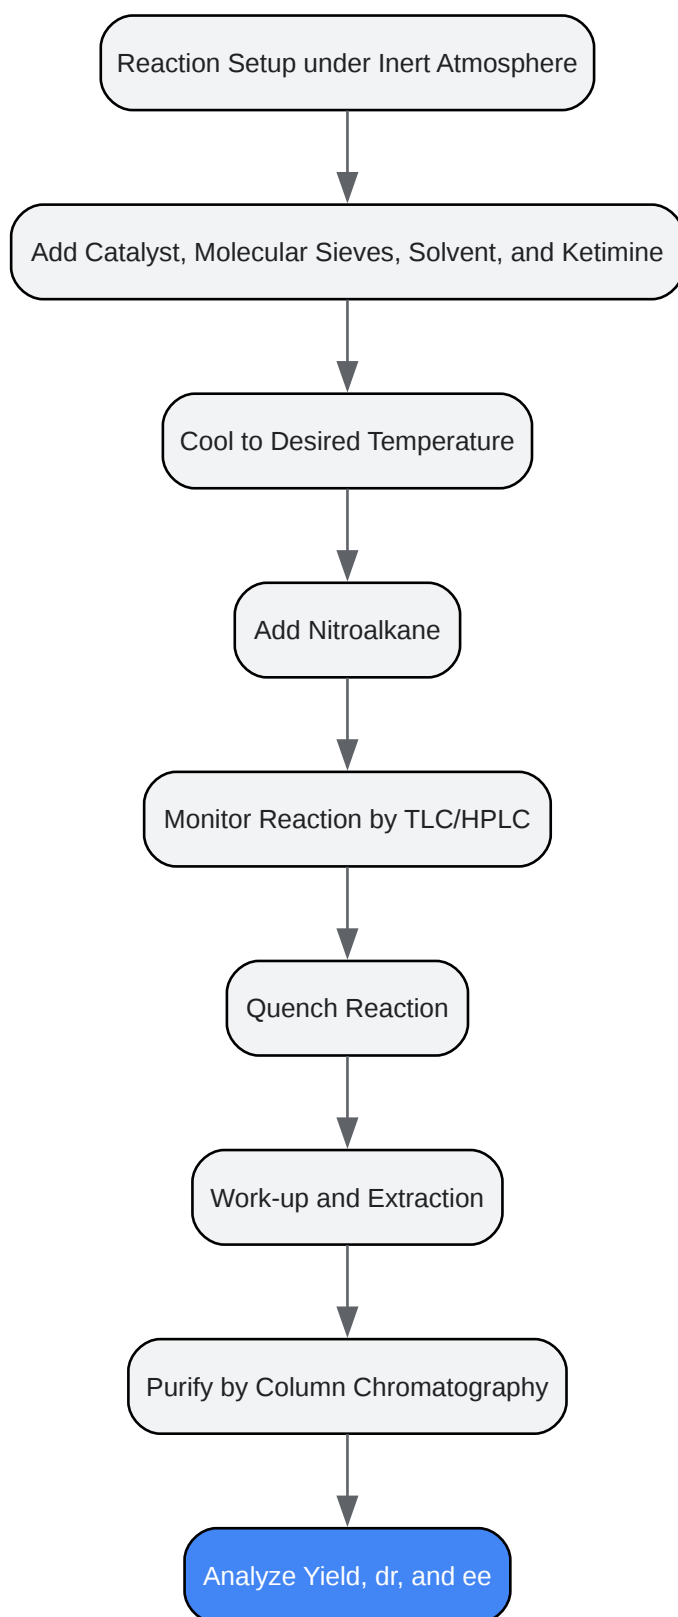 Reaction Setup under Inert Atmosphere
Add Catalyst, Molecular Sieves, Solvent, and Ketimine
Cool to Desired Temperature
Add Nitroalkane
Monitor Reaction by TLC/HPLC
Quench Reaction
Work-up and Extraction
Purify by Column Chromatography
Analyze Yield, dr, and ee